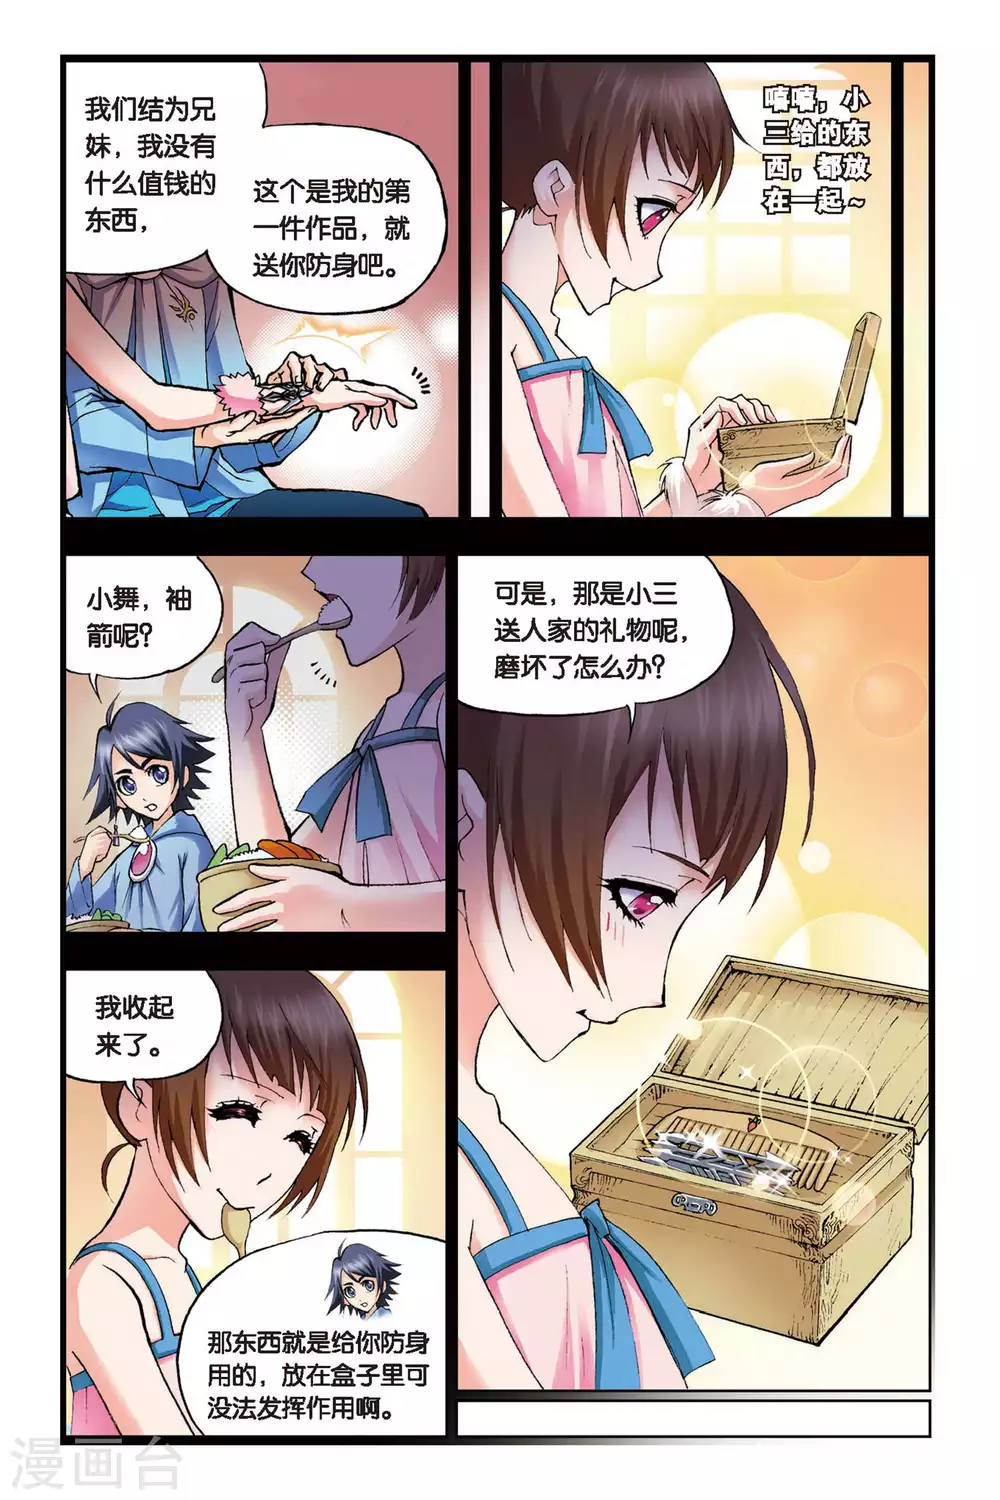 我们结为兄
妹，我没有
什么值钱的
东西，
这个是我的第
一件作品，就
送你防身吧。
嘻嘻，小
三给的东
西，都放
在一起～
小舞，袖
箭呢？
可是，那是小三
送人家的礼物呢，
磨坏了怎么办？
我收起
来了。
那东西就是给你防身
用的，放在盒子里可
没法发挥作用啊。
漫画台